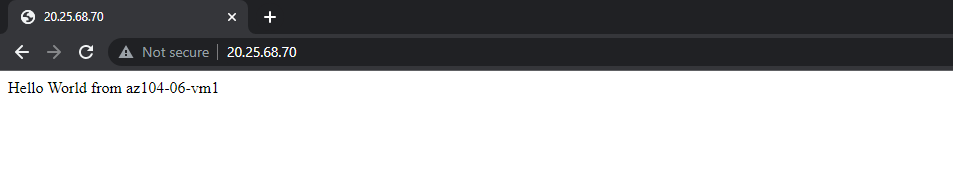 20.25.68.70
Not secure 20.25.68.70
Hello World from az104-06-vm1